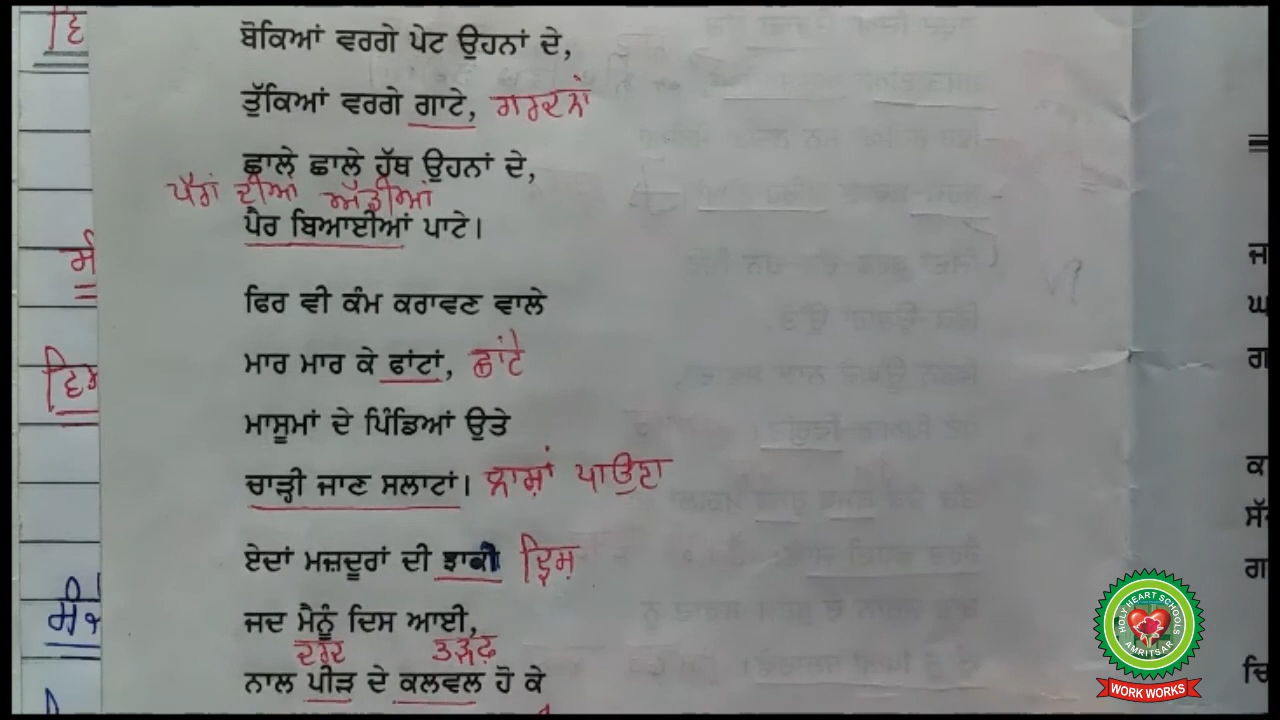 ਬੋਕਿਆਂ ਵਰਗੇ ਪੇਟ ਉਹਨਾਂ ਦੇ,
ਤੁੱਕਿਆਂ ਵਰਗੇ ਗਾਟੇ, ਗਰਦਨਾਂ
ਛਾਲੇ ਛਾਲੇ ਹੱਥ ਉਹਨਾਂ ਦੇ,
ਪੈਰਾਂ ਦੀਆਂ ਅੱਡੀਆਂ
ਪੈਰ ਬਿਆਈਆਂ ਪਾਟੇ।
ਫਿਰ ਵੀ ਕੰਮ ਕਰਾਵਣ ਵਾਲੇ
ਮਾਰ ਮਾਰ ਕੇ ਫਾਂਟਾਂ, ਛਾਂਟੇ
ਮਾਸੂਮਾਂ ਦੇ ਪਿੰਡਿਆਂ ਉਤੇ
ਚਾੜ੍ਹੀ ਜਾਣ ਸਲਾਟਾਂ। ਲਾਸ਼ਾਂ ਪਾਉਣਾ
ਏਦਾਂ ਮਜ਼ਦੂਰਾਂ ਦੀ ਝਾਕੀ ਦ੍ਰਿਸ਼
ਜਦ ਮੈਨੂੰ ਦਿਸ ਆਈ,
ਦਰਦ ਤੜਫ਼
ਨਾਲ ਪੀੜ ਦੇ ਕਲਵਲ ਹੋ ਕੇ
HOLY HEART SCHOOLS
AMRITSAR
WORK WORKS